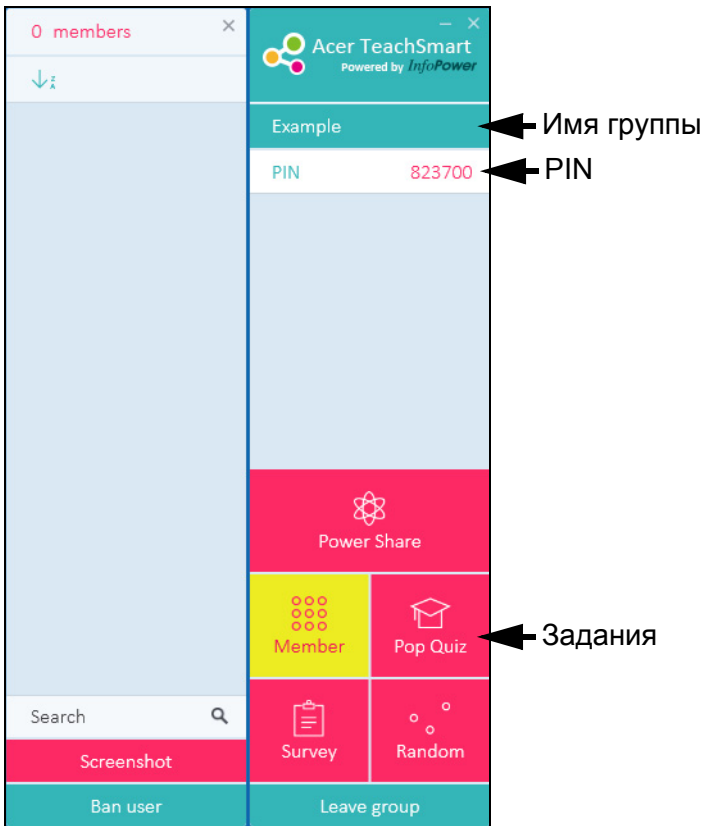 0 members
Search
Screenshot
Ban user
Acer TeachSmart
Powered by InfoPower
Example
PIN 823700
Power Share
Member
Pop Quiz
Survey
Random
Leave group
Имя группы
PIN
Задания